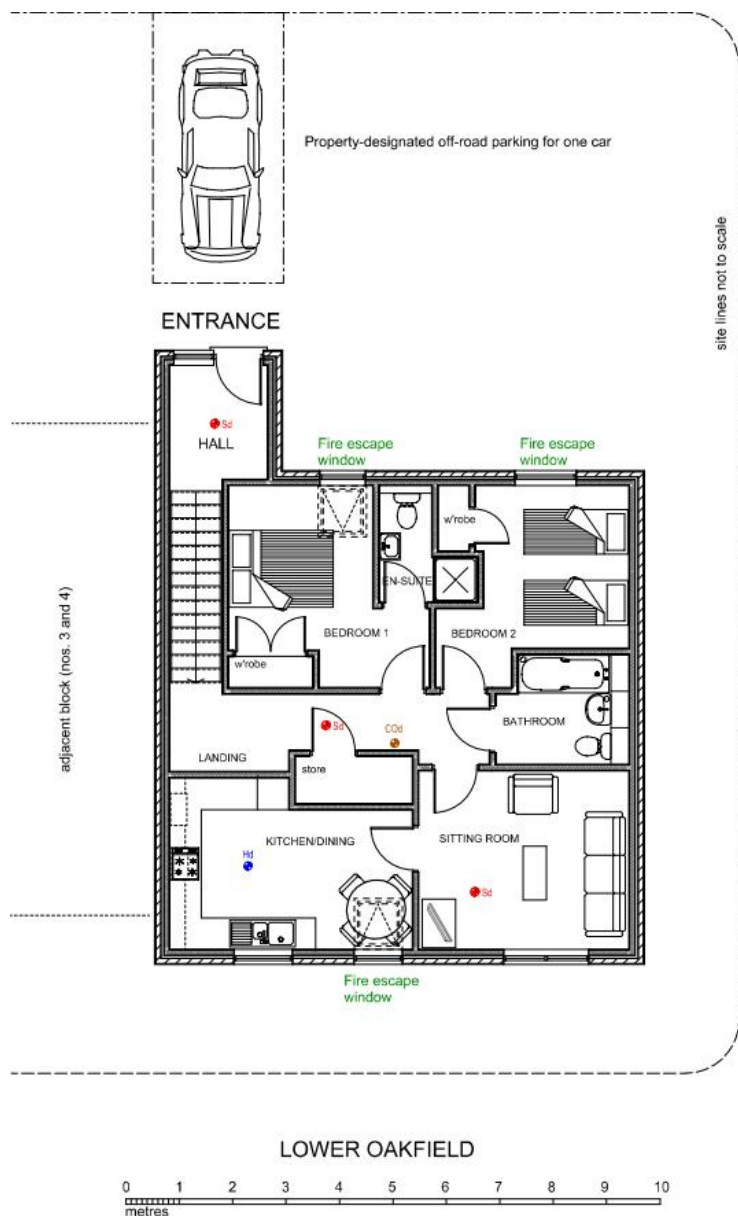 Property-designated off-road parking for one car
site lines not to scale
ENTRANCE
Sd
HALL
Fire escape
window
Fire escape
window
w'robe
EN-SUITE
BEDROOM 1
BEDROOM 2
w'robe
adjacent block (nos. 3 and 4)
Sd
COd
BATHROOM
LANDING
store
KITCHEN/DINING
SITTING ROOM
Hd
Sd
Fire escape
window
LOWER OAKFIELD
0 1 2 3 4 5 6 7 8 9 10
metres